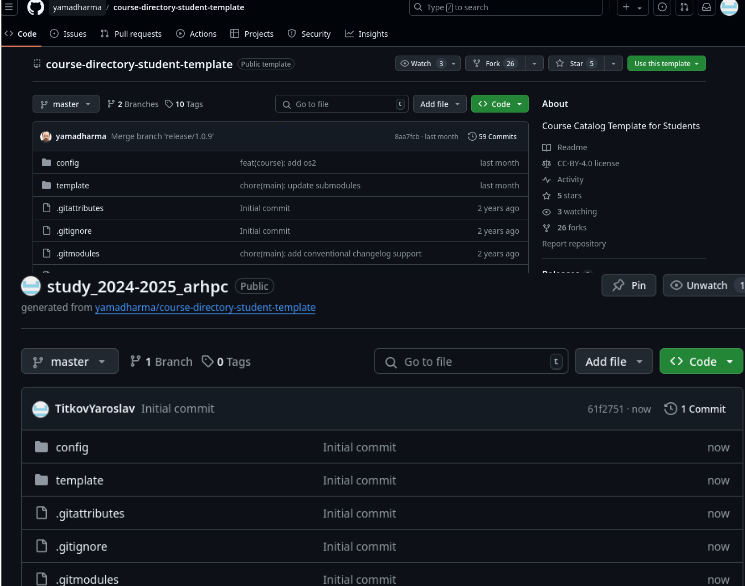 yamadharma / course-directory-student-template
Type / to search
Code Issues Pull requests Actions Projects Security Insights
course-directory-student-template Public template
Watch 3 Fork 26 Star 5 Use this template
master 2 Branches 10 Tags Go to file t Add file Code
yamadharma Merge branch 'release/1.0.9' 8aa7fcb · last month 59 Commits
config feat(course): add os2 last month
template chore(main): update submodules last month
.gitattributes Initial commit 2 years ago
.gitignore Initial commit 2 years ago
.gitmodules chore(main): add conventional changelog support 2 years ago
About
Course Catalog Template for Students
Readme
CC-BY-4.0 license
Activity
5 stars
3 watching
26 forks
Report repository
study_2024-2025_arhpc Public
Pin Unwatch 1
generated from yamadharma/course-directory-student-template
master 1 Branch 0 Tags Go to file t Add file Code
TitkovYaroslav Initial commit 61f2751 · now 1 Commit
config Initial commit now
template Initial commit now
.gitattributes Initial commit now
.gitignore Initial commit now
.gitmodules Initial commit now